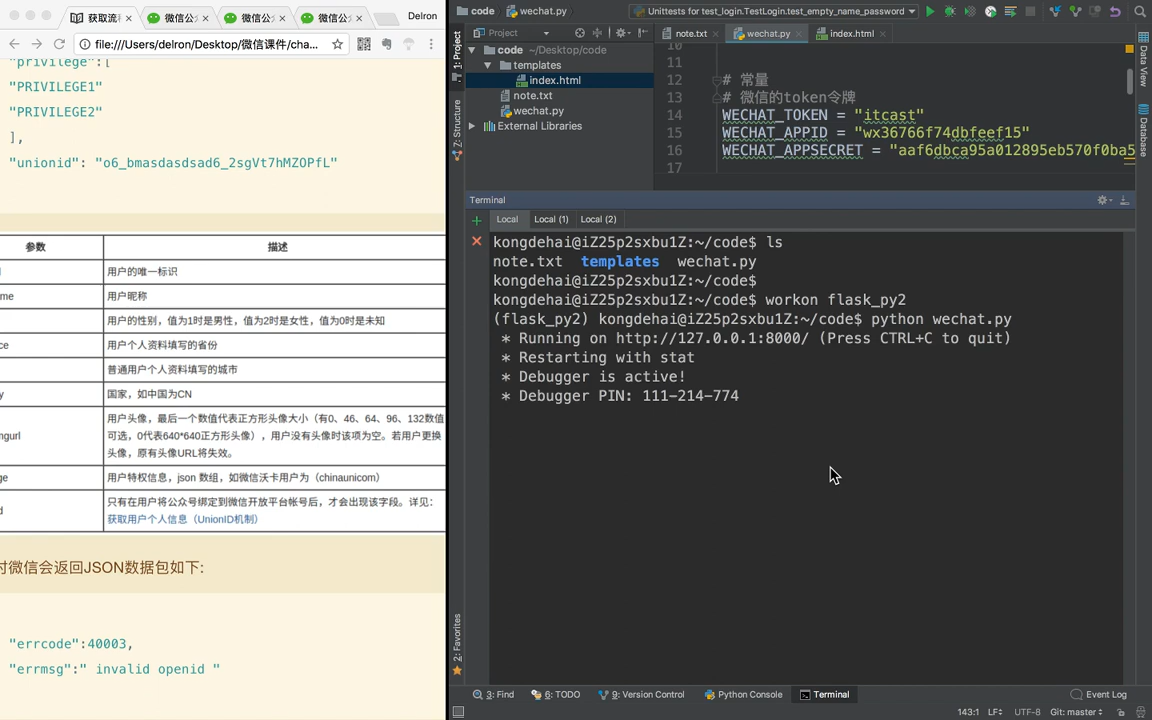 获取流程
微信公众
微信公众
微信公众
Delron
file:///Users/delron/Desktop/微信课件/cha...
"privilege":[
"PRIVILEGE1"
"PRIVILEGE2"
],
"unionid": "o6_bmasdasdsad6_2sgVt7hMZOPfL"
参数 描述
用户的唯一标识
me 用户昵称
用户的性别，值为1时是男性，值为2时是女性，值为0时是未知
ce 用户个人资料填写的省份
普通用户个人资料填写的城市
y 国家，如中国为CN
用户头像，最后一个数值代表正方形头像大小（有0、46、64、96、132数值
mgurl 可选，0代表640*640正方形头像），用户没有头像时该项为空。若用户更换
头像，原有头像URL将失效。
ge 用户特权信息，json 数组，如微信沃卡用户为（chinaunicom）
只有在用户将公众号绑定到微信开放平台帐号后，才会出现该字段。详见：
d 获取用户个人信息（UnionID机制）
时微信会返回JSON数据包如下:
"errcode":40003,
"errmsg":" invalid openid "
code wechat.py Unittests for test_login.TestLogin.test_empty_name_password
Project
code ~/Desktop/code
templates
index.html
note.txt
wechat.py
External Libraries
1: Project
7: Structure
2: Favorites
Data View
Database
note.txt wechat.py index.html
10
11
12 # 常量
13 # 微信的token令牌
14 WECHAT_TOKEN = "itcast"
15 WECHAT_APPID = "wx36766f74dbfeef15"
16 WECHAT_APPSECRET = "aaf6dbca95a012895eb570f0ba5
17
Terminal
Local Local (1) Local (2)
kongdehai@iZ25p2sxbu1Z:~/code$ ls
note.txt templates wechat.py
kongdehai@iZ25p2sxbu1Z:~/code$
kongdehai@iZ25p2sxbu1Z:~/code$ workon flask_py2
(flask_py2) kongdehai@iZ25p2sxbu1Z:~/code$ python wechat.py
* Running on http://127.0.0.1:8000/ (Press CTRL+C to quit)
* Restarting with stat
* Debugger is active!
* Debugger PIN: 111-214-774
3: Find 6: TODO 9: Version Control Python Console Terminal Event Log
143:1 LF÷ UTF-8 Git: master÷